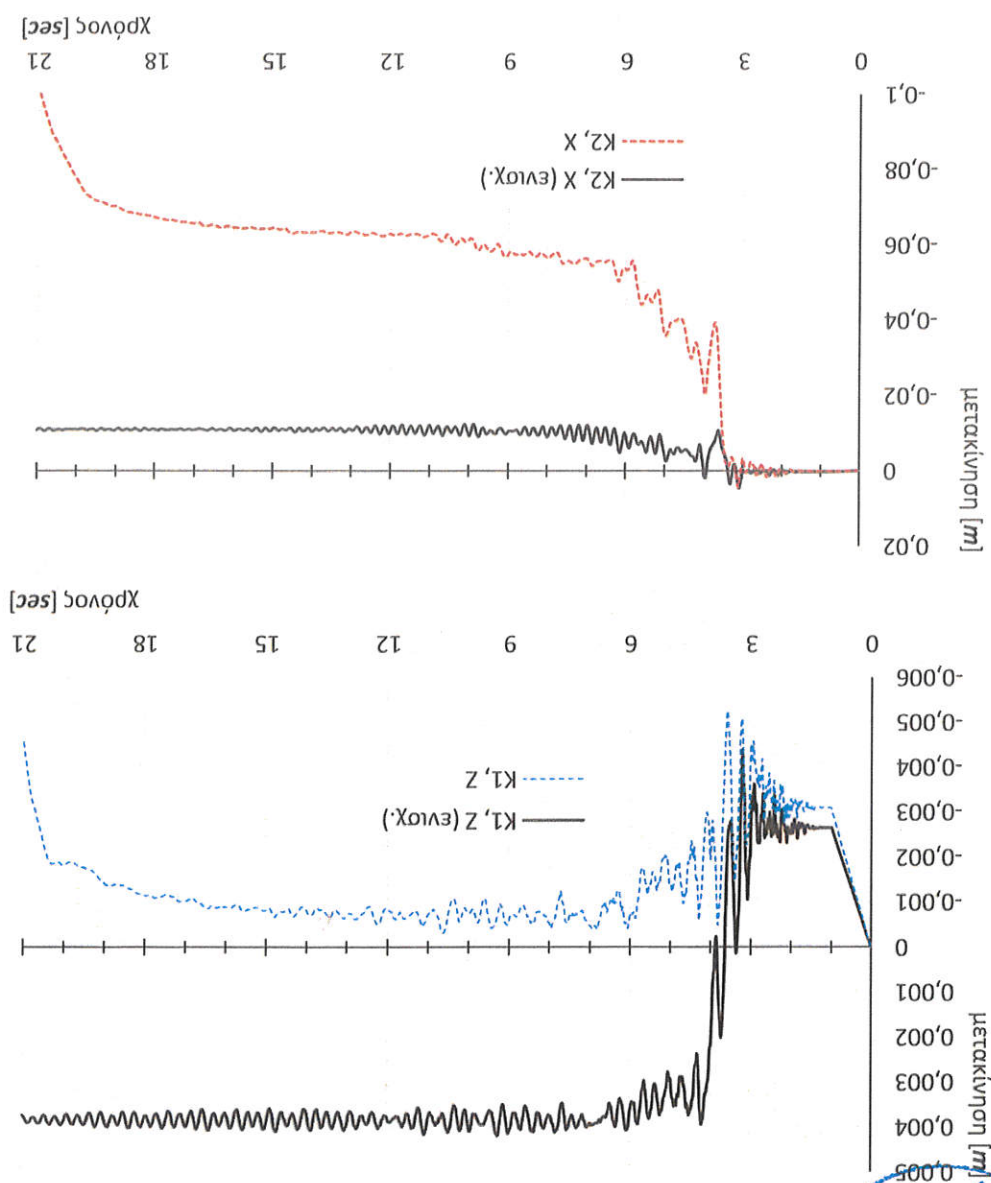 μετακίνηση [m]
0,005
0,004
0,003
0,002
0,001
0
-0,001
-0,002
-0,003
-0,004
-0,005
-0,006
K1, Z (ενισχ.)
K1, Z
0 3 6 9 12 15 18 21
χρόνος [sec]
μετακίνηση [m]
0,02
0
-0,02
-0,04
-0,06
-0,08
-0,1
K2, X (ενισχ.)
K2, X
0 3 6 9 12 15 18 21
χρόνος [sec]